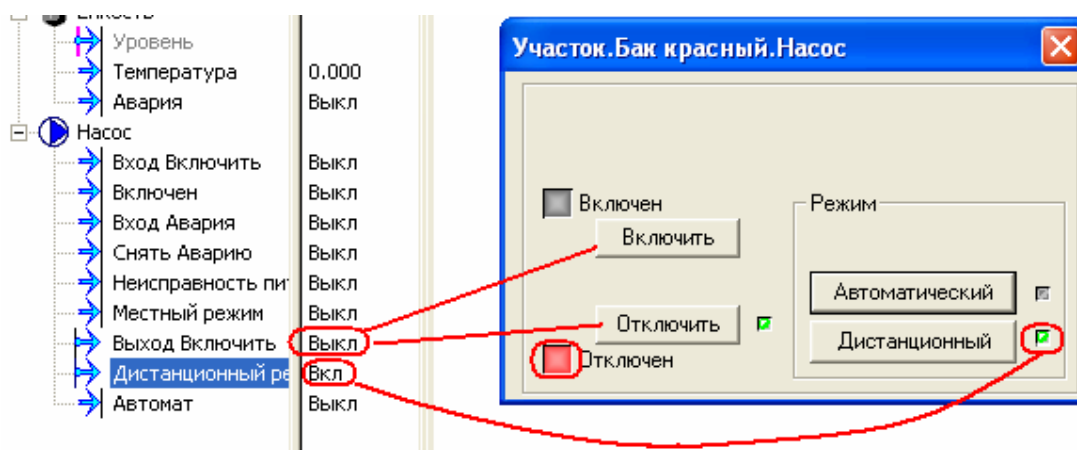 Уровень
Температура 0.000
Авария Выкл
Насос
Вход Включить Выкл
Включен Выкл
Вход Авария Выкл
Снять Аварию Выкл
Неисправность пи Выкл
Местный режим Выкл
Выход Включить Выкл
Дистанционный ре Вкл
Автомат Выкл
Участок.Бак красный.Насос
Включен
Включить
Отключить
Отключен
Режим
Автоматический
Дистанционный